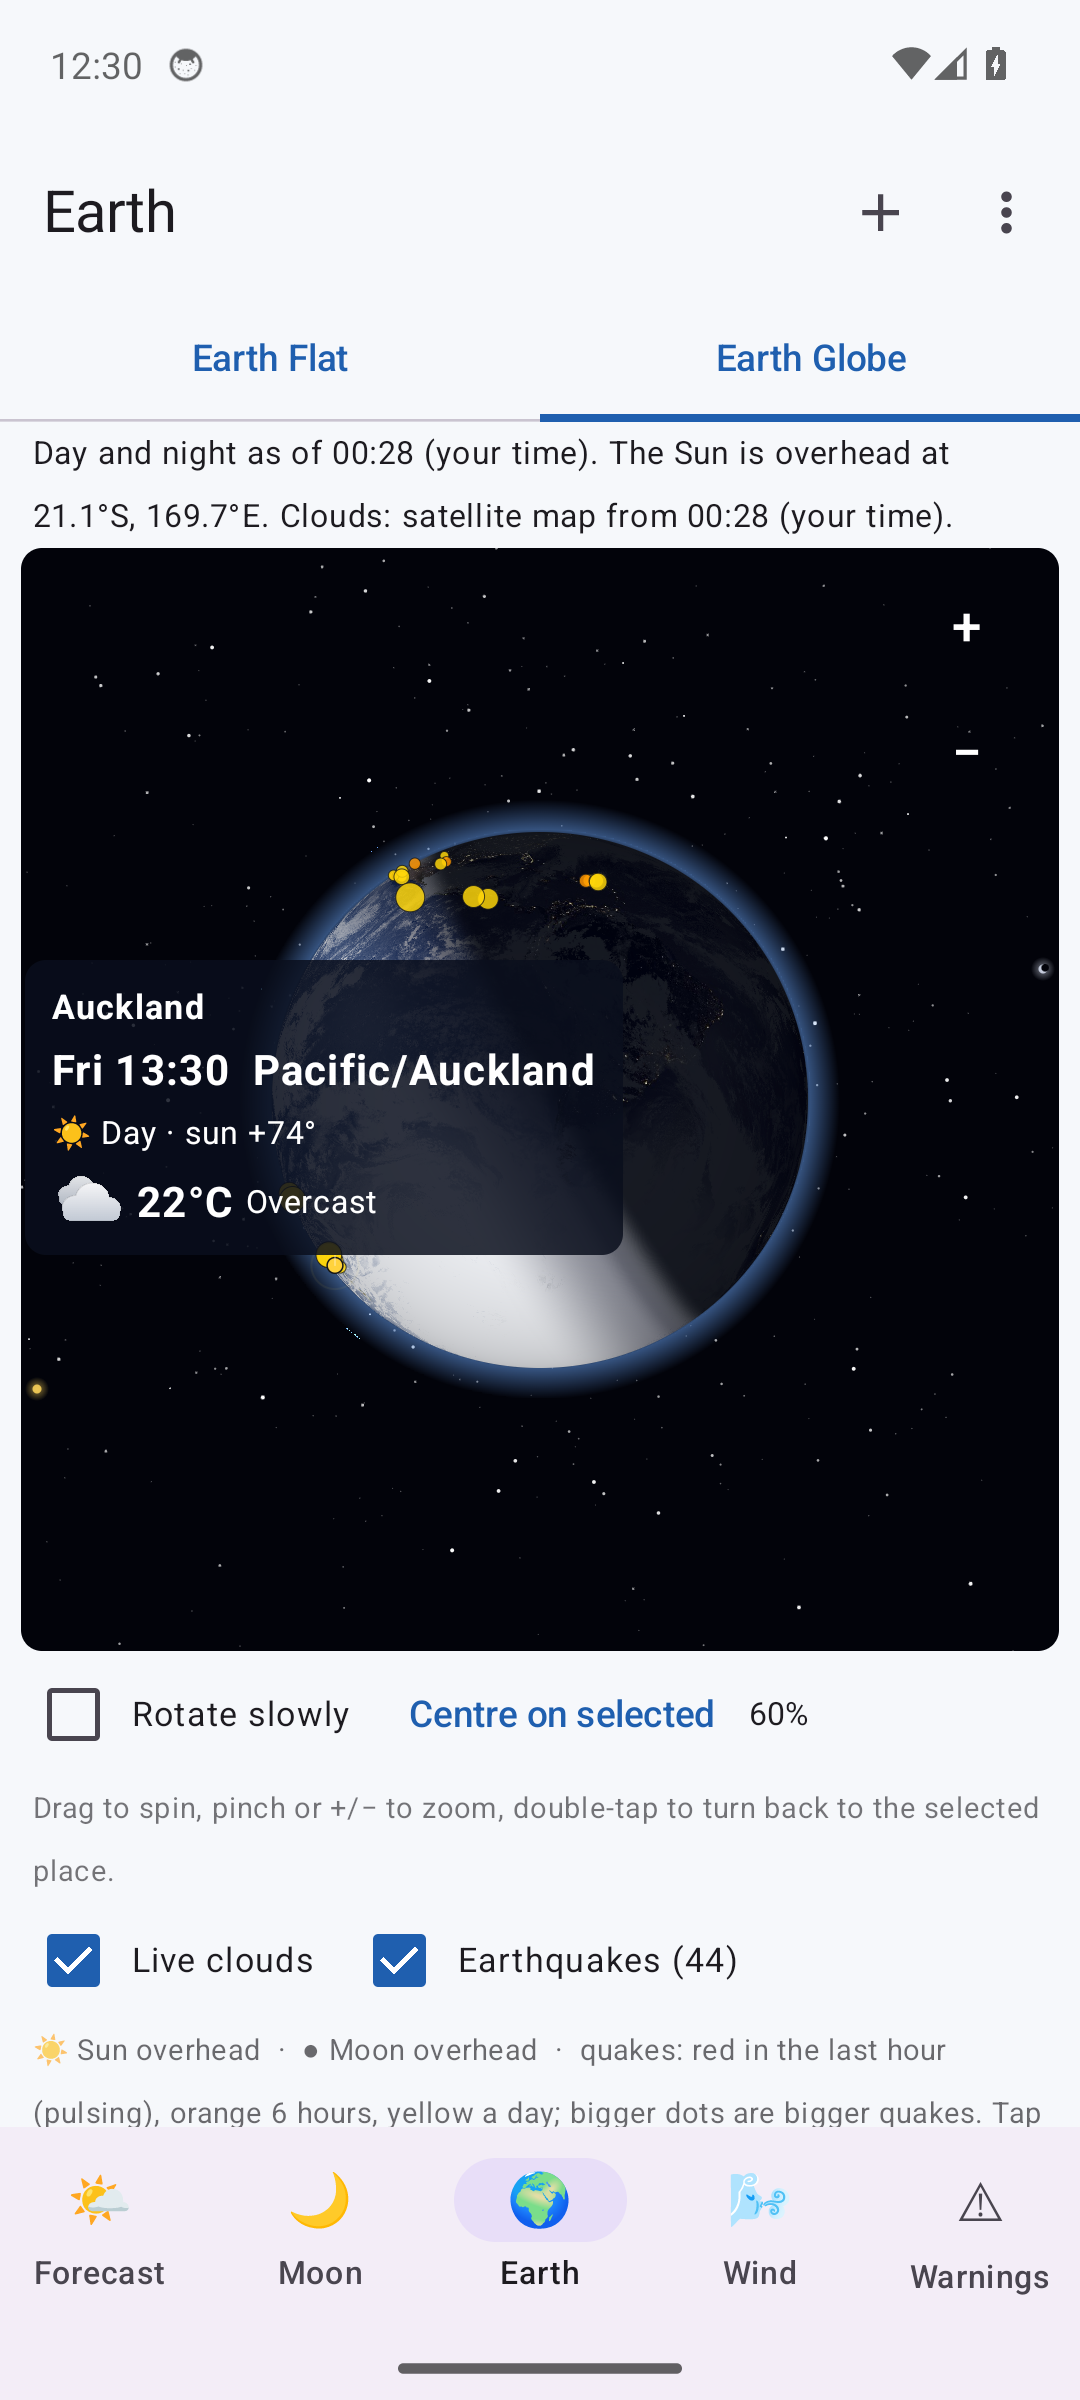 12:30
Earth
Earth Flat
Earth Globe
Day and night as of 00:28 (your time). The Sun is overhead at
21.1°S, 169.7°E. Clouds: satellite map from 00:28 (your time).
+
−
Auckland
Fri 13:30 Pacific/Auckland
☀️ Day · sun +74°
22°C Overcast
Rotate slowly
Centre on selected
60%
Drag to spin, pinch or +/− to zoom, double-tap to turn back to the selected
place.
Live clouds
Earthquakes (44)
☀️ Sun overhead · ● Moon overhead · quakes: red in the last hour
(pulsing), orange 6 hours, yellow a day; bigger dots are bigger quakes. Tap
Forecast
Moon
Earth
Wind
Warnings